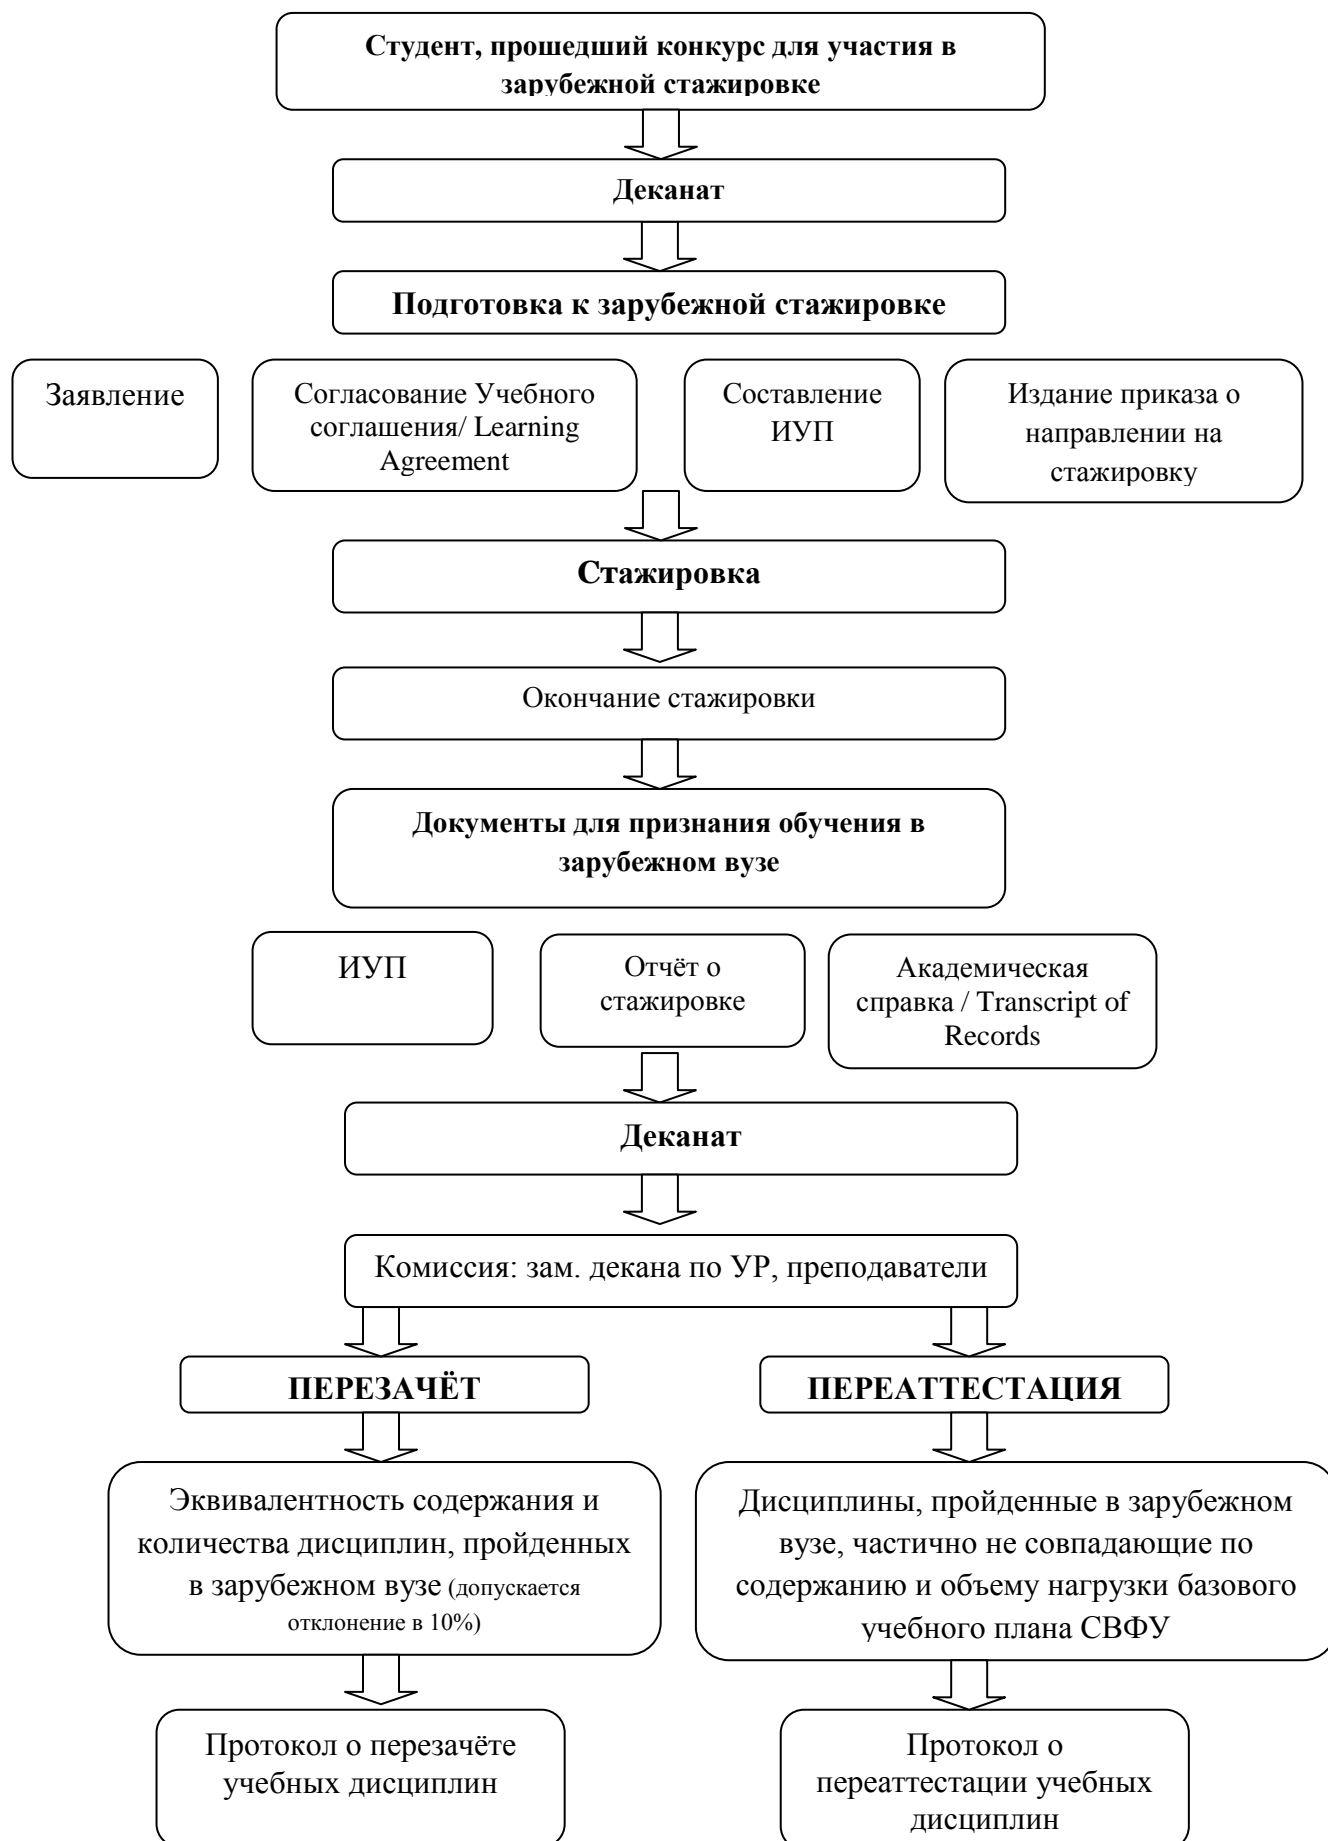 Студент, прошедший конкурс для участия в
зарубежной стажировке
Деканат
Подготовка к зарубежной стажировке
Заявление
Согласование Учебного
соглашения/ Learning
Agreement
Составление
ИУП
Издание приказа о
направлении на
стажировку
Стажировка
Окончание стажировки
Документы для признания обучения в
зарубежном вузе
ИУП
Отчёт о
стажировке
Академическая
справка / Transcript of
Records
Деканат
Комиссия: зам. декана по УР, преподаватели
ПЕРЕЗАЧЁТ
ПЕРЕАТТЕСТАЦИЯ
Эквивалентность содержания и
количества дисциплин, пройденных
в зарубежном вузе (допускается
отклонение в 10%)
Дисциплины, пройденные в зарубежном
вузе, частично не совпадающие по
содержанию и объему нагрузки базового
учебного плана СВФУ
Протокол о перезачёте
учебных дисциплин
Протокол о
переаттестации учебных
дисциплин